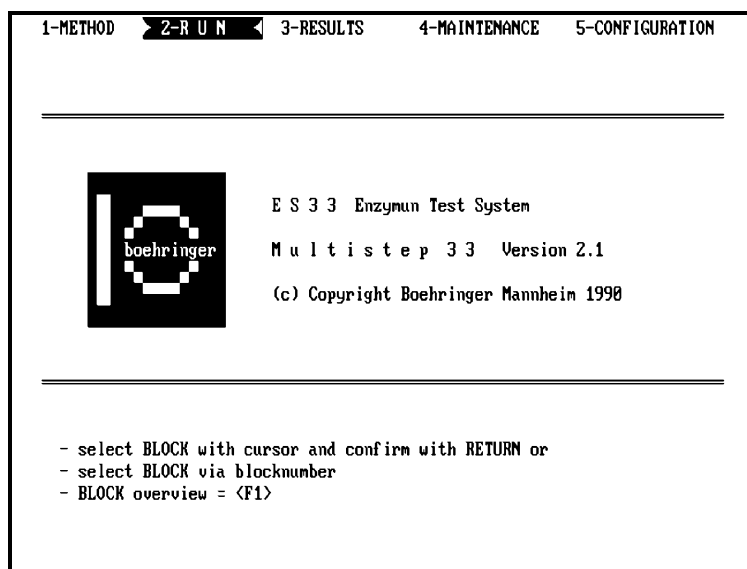 1-METHOD 2-R U N 3-RESULTS 4-MAINTENANCE 5-CONFIGURATION
boehringer
E S 3 3 Enzymun Test System
M u l t i s t e p 3 3 Version 2.1
(c) Copyright Boehringer Mannheim 1990
- select BLOCK with cursor and confirm with RETURN or
- select BLOCK via blocknumber
- BLOCK overview = <F1>